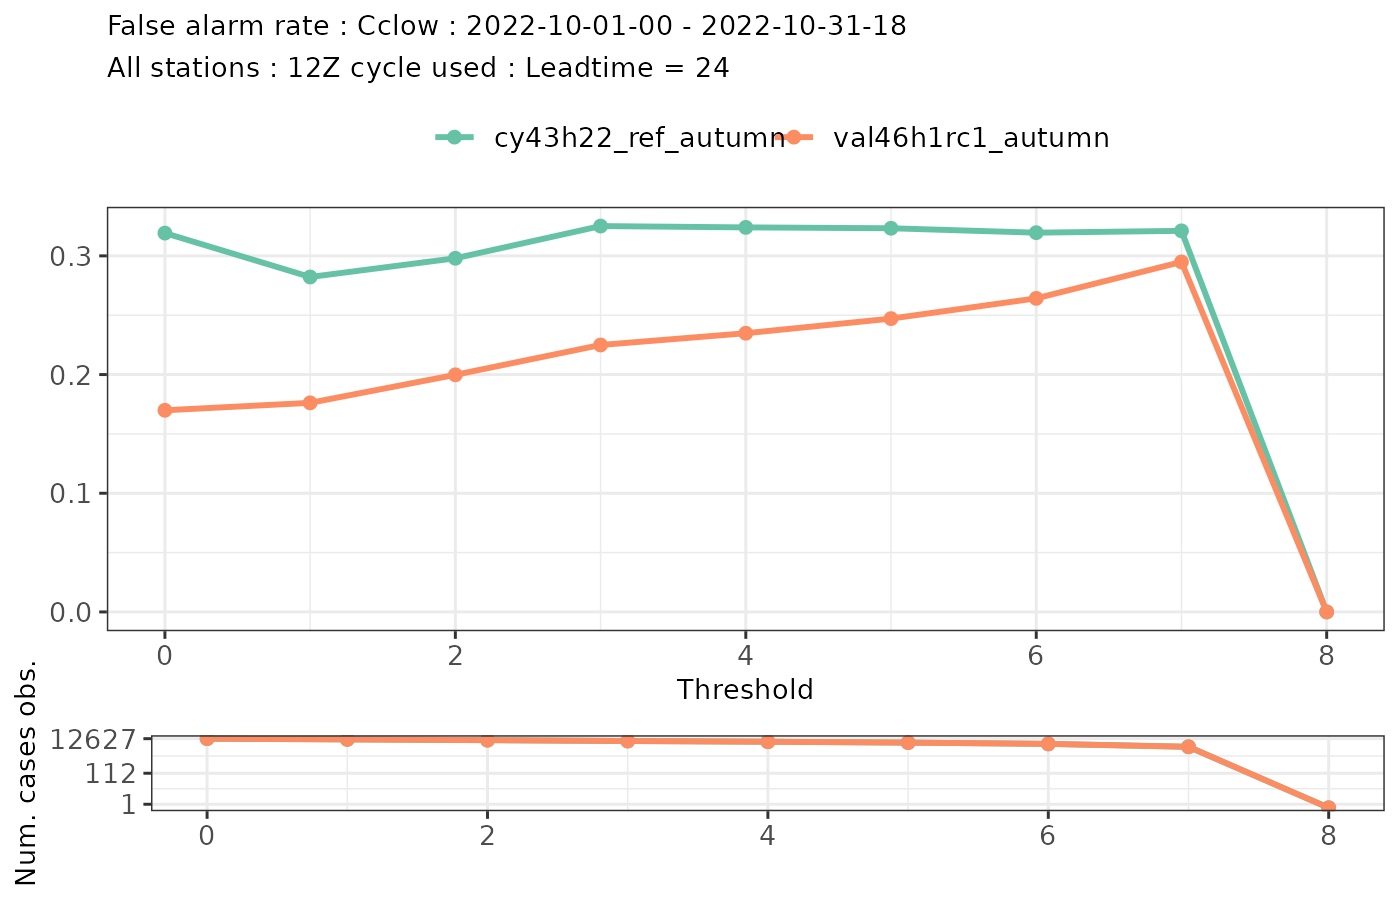 False alarm rate : Cclow : 2022-10-01-00 - 2022-10-31-18
All stations : 12Z cycle used : Leadtime = 24
cy43h22_ref_autumn val46h1rc1_autumn
0.3
0.2
0.1
0.0
0 2 4 6 8
Threshold
Num. cases obs.
12627
112
1
0 2 4 6 8